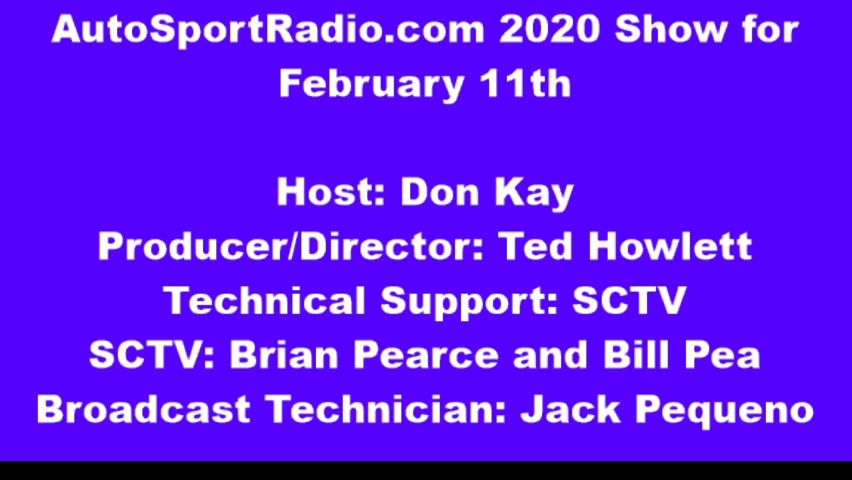 AutoSportRadio.com 2020 Show for
February 11th
Host: Don Kay
Producer/Director: Ted Howlett
Technical Support: SCTV
SCTV: Brian Pearce and Bill Pea
Broadcast Technician: Jack Pequeno